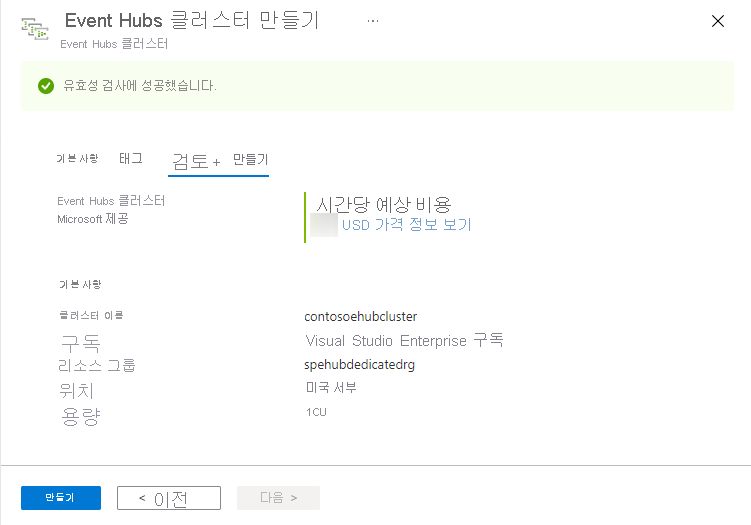 Event Hubs 클러스터 만들기 ...
Event Hubs 클러스터
유효성 검사에 성공했습니다.
기본 사항 태그 검토 + 만들기
Event Hubs 클러스터
Microsoft 제공
시간당 예상 비용
USD 가격 정보 보기
기본 사항
클러스터 이름 contosoehubcluster
구독 Visual Studio Enterprise 구독
리소스 그룹 spehubdedicatedrg
위치 미국 서부
용량 1CU
만들기 < 이전 다음 >